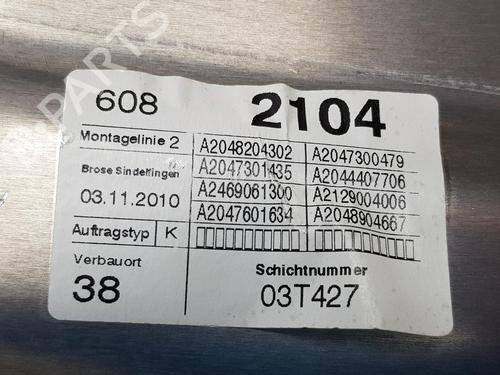 608 2104
Montagelinie 2 A2048204302 A2047300479
Brose Sindelfingen A2047301435 A2044407706
03.11.2010 A2469061300 A2129004006
A2047601634 A2048904667
Auftragstyp K
Verbauort Schichtnummer
38 03T427